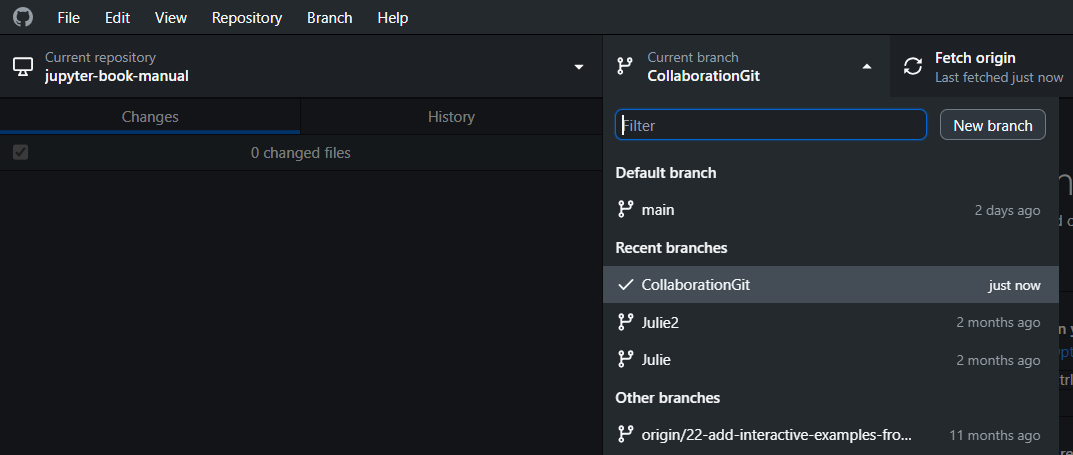 File Edit View Repository Branch Help
Current repository
jupyter-book-manual
Current branch
CollaborationGit
Fetch origin
Last fetched just now
Changes History
0 changed files
Filter
New branch
Default branch
main 2 days ago
Recent branches
CollaborationGit just now
Julie2 2 months ago
Julie 2 months ago
Other branches
origin/22-add-interactive-examples-fro... 11 months ago